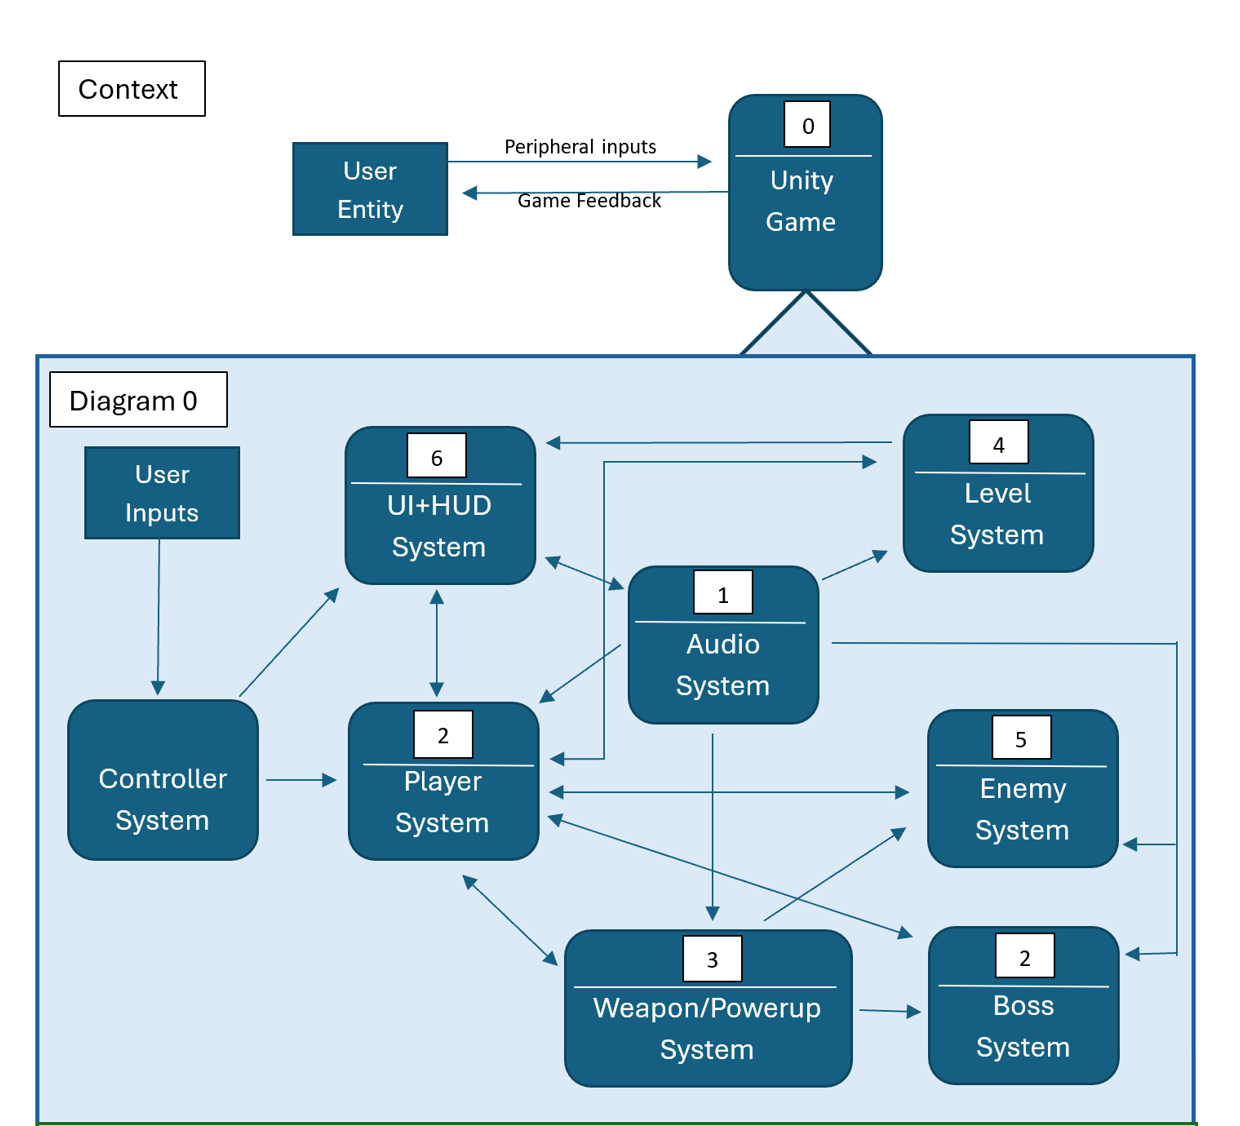 Context
0
Unity
Game
User
Entity
Peripheral inputs
Game Feedback
Diagram 0
User
Inputs
6
UI+HUD
System
4
Level
System
1
Audio
System
Controller
System
2
Player
System
5
Enemy
System
3
Weapon/Powerup
System
2
Boss
System